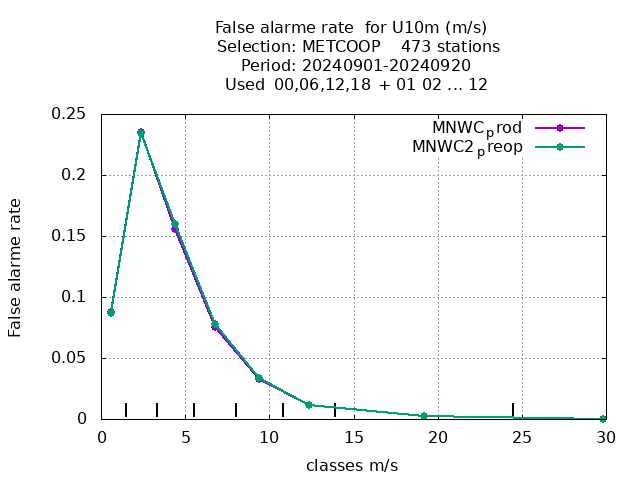 False alarme rate  for U10m (m/s)
Selection: METCOOP    473 stations
Period: 20240901-20240920
Used  00,06,12,18 + 01 02 ... 12
MNWCprod
MNWC2preop
False alarme rate
0.25
0.2
0.15
0.1
0.05
0
0 5 10 15 20 25 30
classes m/s